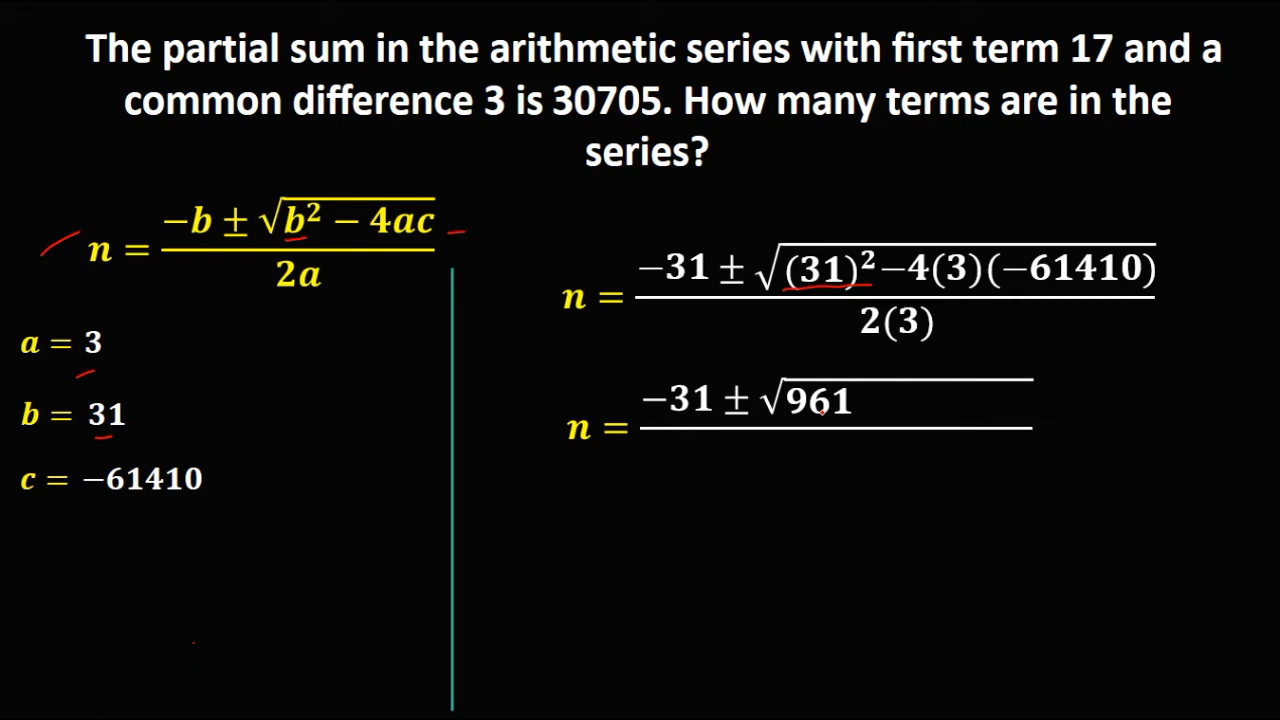 The partial sum in the arithmetic series with first term 17 and a
common difference 3 is 30705. How many terms are in the
series?
n = (−b ± √(b² − 4ac)) / 2a
a = 3
b = 31
c = −61410
n = (−31 ± √((31)² −4(3)(−61410))) / 2(3)
n = −31 ± √961